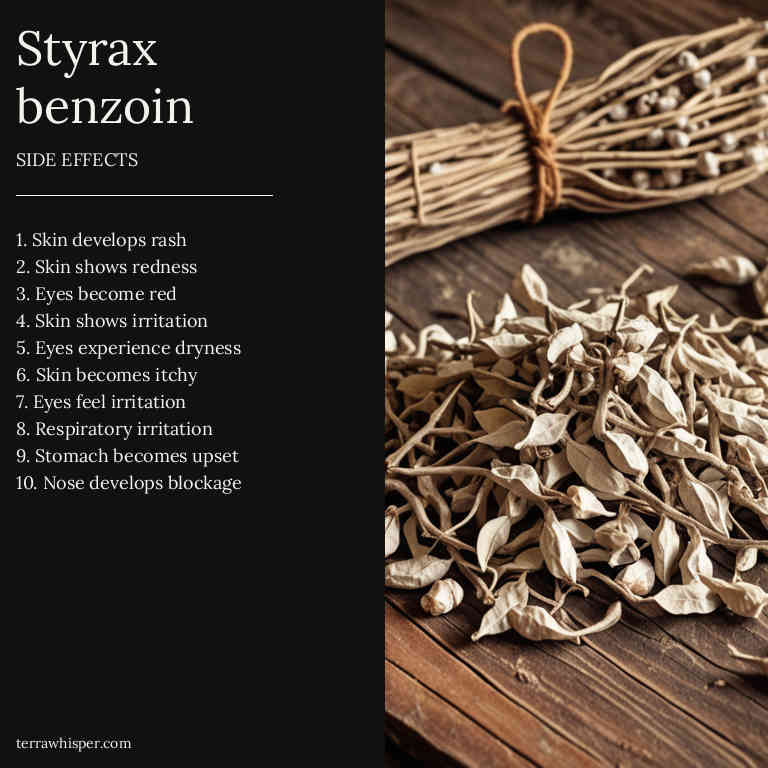 Styrax
benzoin
SIDE EFFECTS
1. Skin develops rash
2. Skin shows redness
3. Eyes become red
4. Skin shows irritation
5. Eyes experience dryness
6. Skin becomes itchy
7. Eyes feel irritation
8. Respiratory irritation
9. Stomach becomes upset
10. Nose develops blockage
terrawhisper.com